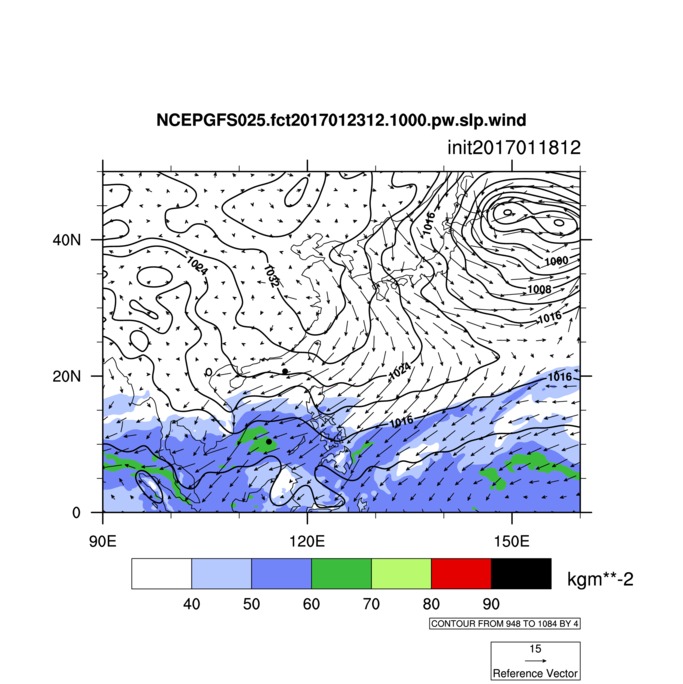 NCEPGFS025.fct2017012312.1000.pw.slp.wind
init2017011812
1016
1000
1008
1016
1024
1032
1024
1016
1016
40N
20N
0
90E
120E
150E
40
50
60
70
80
90
kgm**-2
CONTOUR FROM 948 TO 1084 BY 4
15
Reference Vector